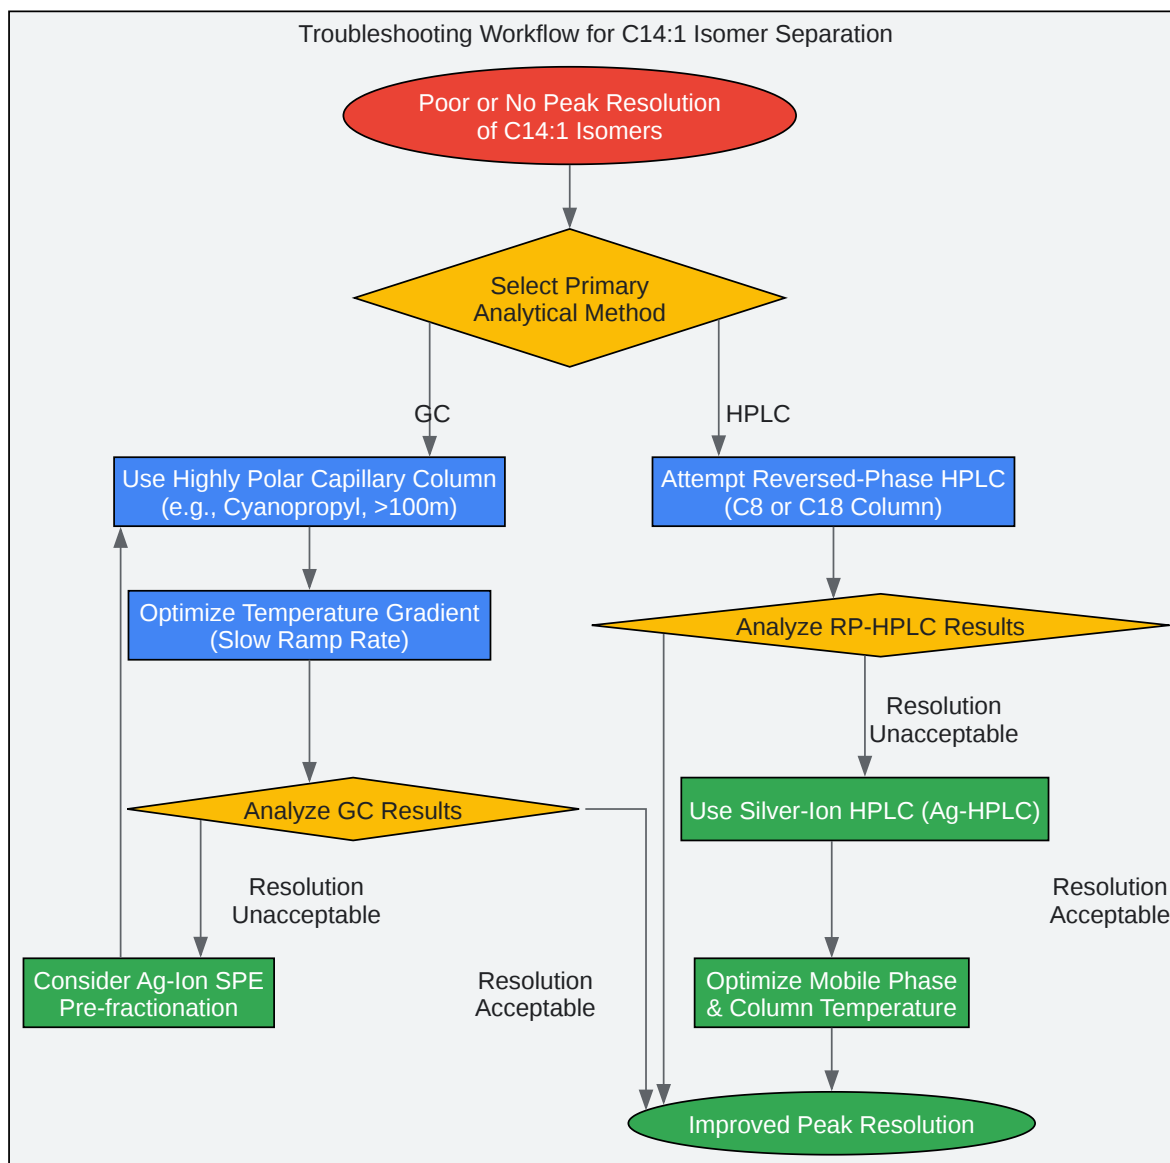 Troubleshooting Workflow for C14:1 Isomer Separation
Poor or No Peak Resolution
of C14:1 Isomers
Select Primary
Analytical Method
GC
HPLC
Use Highly Polar Capillary Column
(e.g., Cyanopropyl, >100m)
Attempt Reversed-Phase HPLC
(C8 or C18 Column)
Optimize Temperature Gradient
(Slow Ramp Rate)
Analyze RP-HPLC Results
Resolution
Unacceptable
Analyze GC Results
Use Silver-Ion HPLC (Ag-HPLC)
Resolution
Unacceptable
Resolution
Acceptable
Consider Ag-Ion SPE
Pre-fractionation
Resolution
Acceptable
Optimize Mobile Phase
& Column Temperature
Improved Peak Resolution